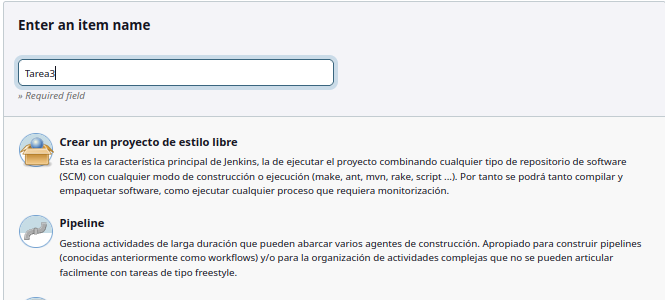 Enter an item name
Tarea3
» Required field
Crear un proyecto de estilo libre
Esta es la característica principal de Jenkins, la de ejecutar el proyecto combinando cualquier tipo de repositorio de software
(SCM) con cualquier modo de construcción o ejecución (make, ant, mvn, rake, script ...). Por tanto se podrá tanto compilar y
empaquetar software, como ejecutar cualquier proceso que requiera monitorización.
Pipeline
Gestiona actividades de larga duración que pueden abarcar varios agentes de construcción. Apropiado para construir pipelines
(conocidas anteriormente como workflows) y/o para la organización de actividades complejas que no se pueden articular
facilmente con tareas de tipo freestyle.